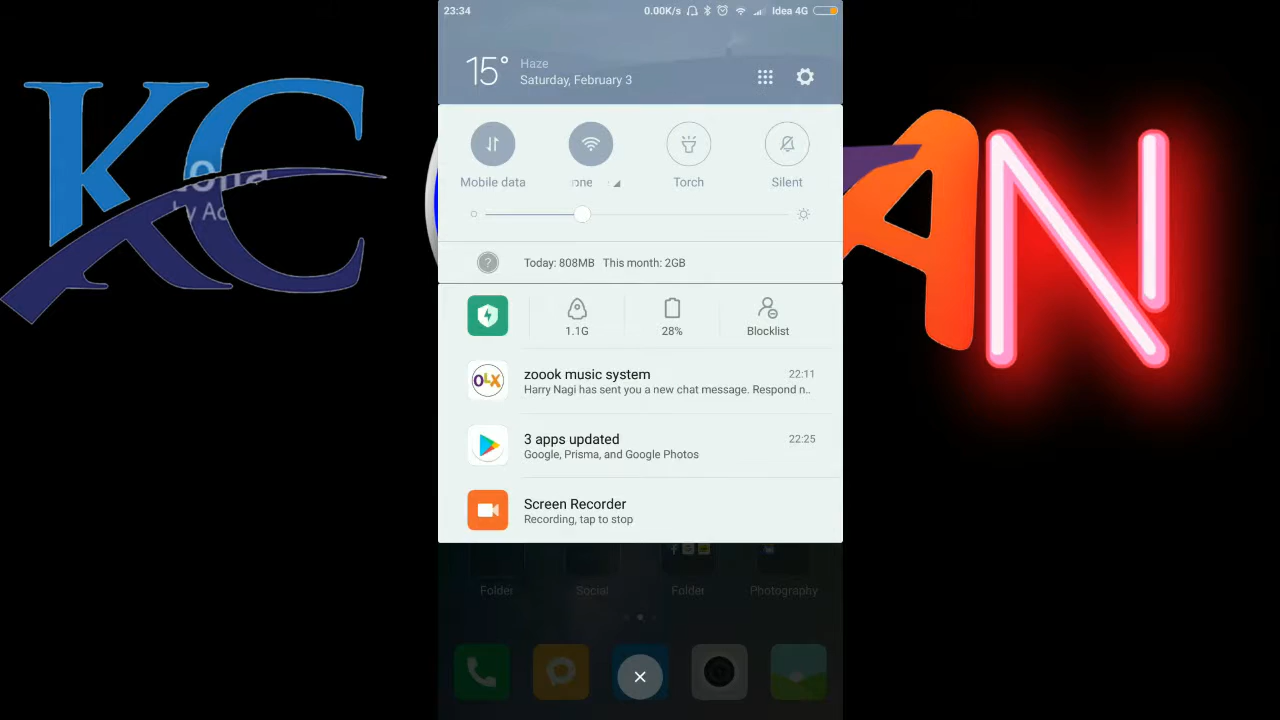 23:34
0.00K/s Idea 4G
15°
Haze
Saturday, February 3
KC
AN
Mobile data
one
Torch
Silent
?
Today: 808MB This month: 2GB
1.1G
28%
Blocklist
OLX
zoook music system
22:11
Harry Nagi has sent you a new chat message. Respond n..
3 apps updated
22:25
Google, Prisma, and Google Photos
Screen Recorder
Recording, tap to stop
Folder
Social
Folder
Photography